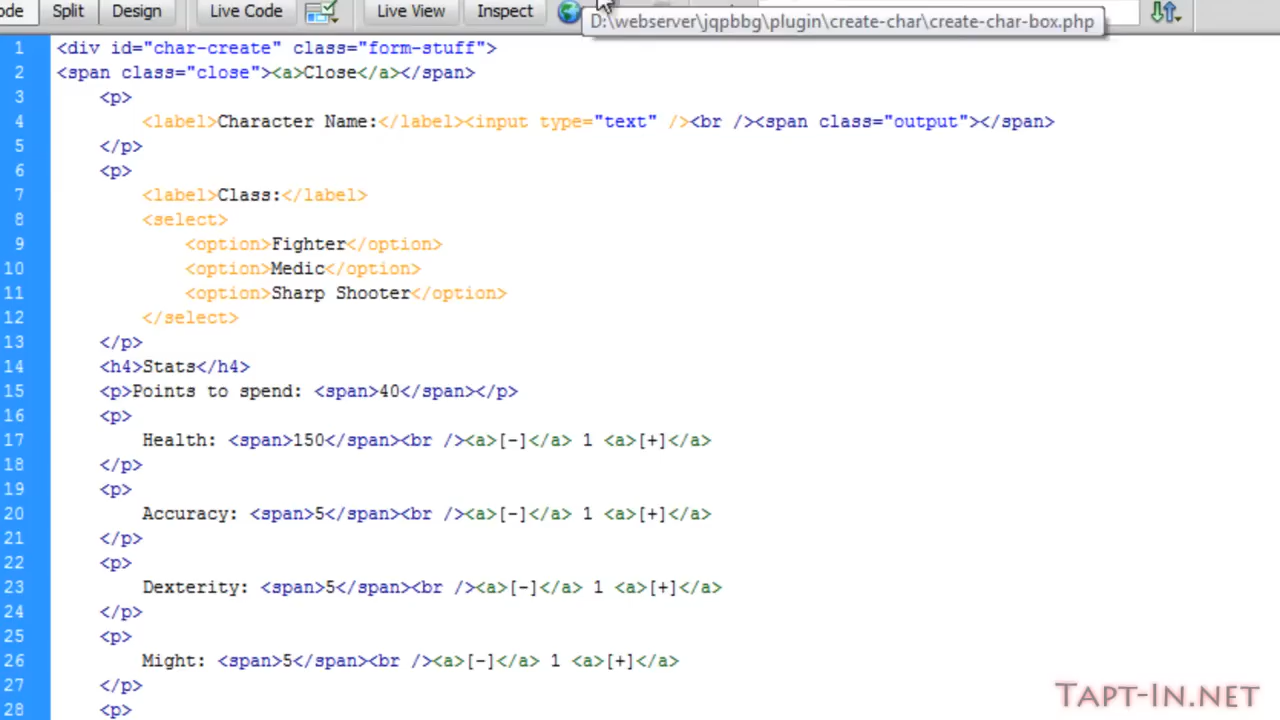 ode Split Design Live Code Live View Inspect
D:\webserver\jqpbbg\plugin\create-char\create-char-box.php
1 <div id="char-create" class="form-stuff">
2 <span class="close"><a>Close</a></span>
3 <p>
4 <label>Character Name:</label><input type="text" /><br /><span class="output"></span>
5 </p>
6 <p>
7 <label>Class:</label>
8 <select>
9 <option>Fighter</option>
10 <option>Medic</option>
11 <option>Sharp Shooter</option>
12 </select>
13 </p>
14 <h4>Stats</h4>
15 <p>Points to spend: <span>40</span></p>
16 <p>
17 Health: <span>150</span><br /><a>[-]</a> 1 <a>[+]</a>
18 </p>
19 <p>
20 Accuracy: <span>5</span><br /><a>[-]</a> 1 <a>[+]</a>
21 </p>
22 <p>
23 Dexterity: <span>5</span><br /><a>[-]</a> 1 <a>[+]</a>
24 </p>
25 <p>
26 Might: <span>5</span><br /><a>[-]</a> 1 <a>[+]</a>
27 </p>
28 <p>
Tapt-In.net